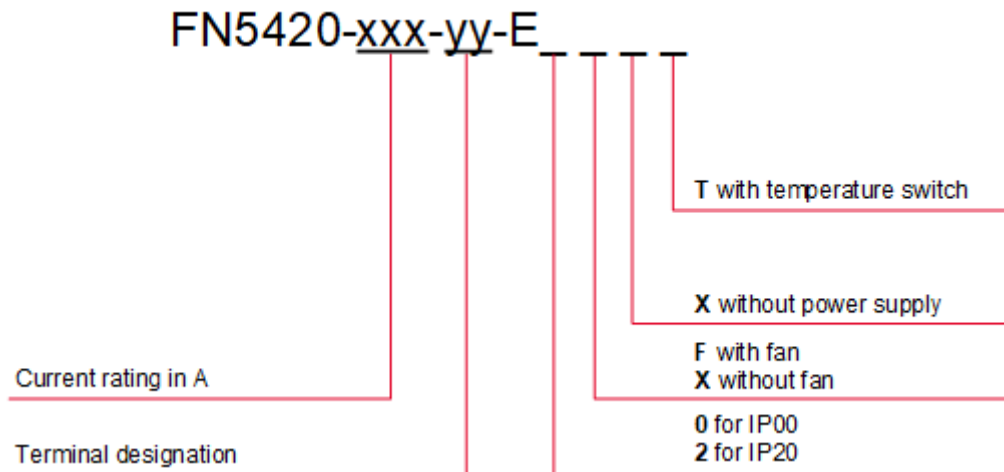 FN5420-xxx-yy-E_ _ _ _
T with temperature switch
X without power supply
F with fan
X without fan
Current rating in A
0 for IP00
2 for IP20
Terminal designation